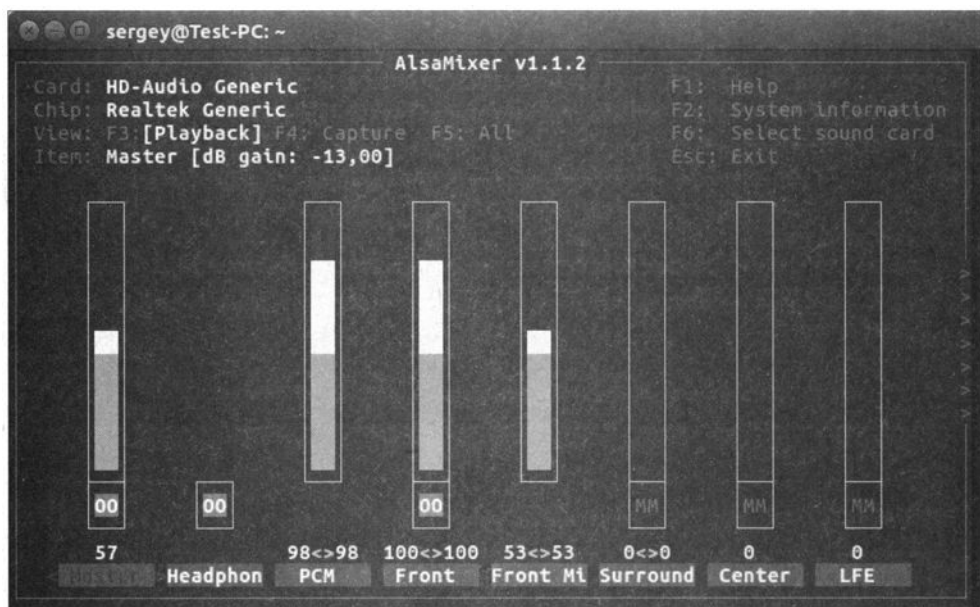 sergey@Test-PC: ~
AlsaMixer v1.1.2
Card: HD-Audio Generic
F1: Help
Chip: Realtek Generic
F2: System information
View: F3:[Playback] F4: Capture F5: All
F6: Select sound card
Item: Master [dB gain: -13,00]
Esc: Exit
OO OO OO MM MM MM
57 98<>98 100<>100 53<>53 0<>0 0 0
< Master > Headphon PCM Front Front Mi Surround Center LFE